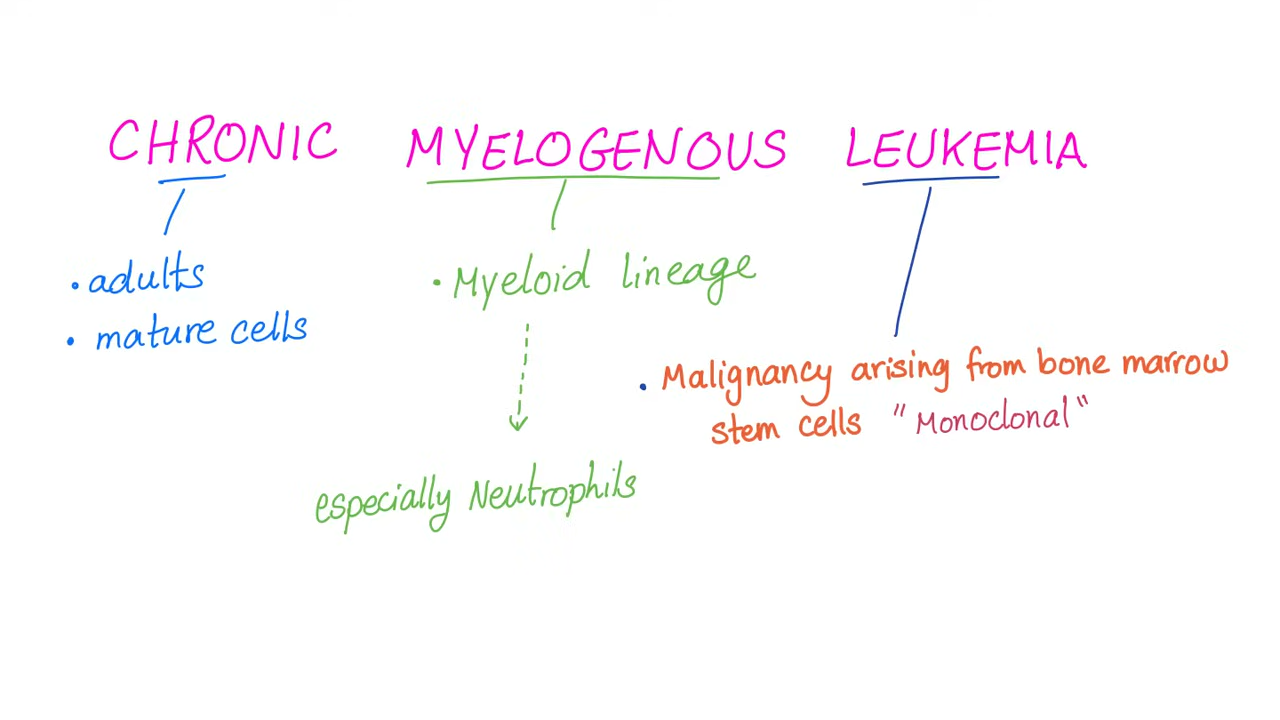 CHRONIC MYELOGENOUS LEUKEMIA
• adults
• mature cells
• Myeloid lineage
especially Neutrophils
• Malignancy arising from bone marrow
stem cells "Monoclonal"